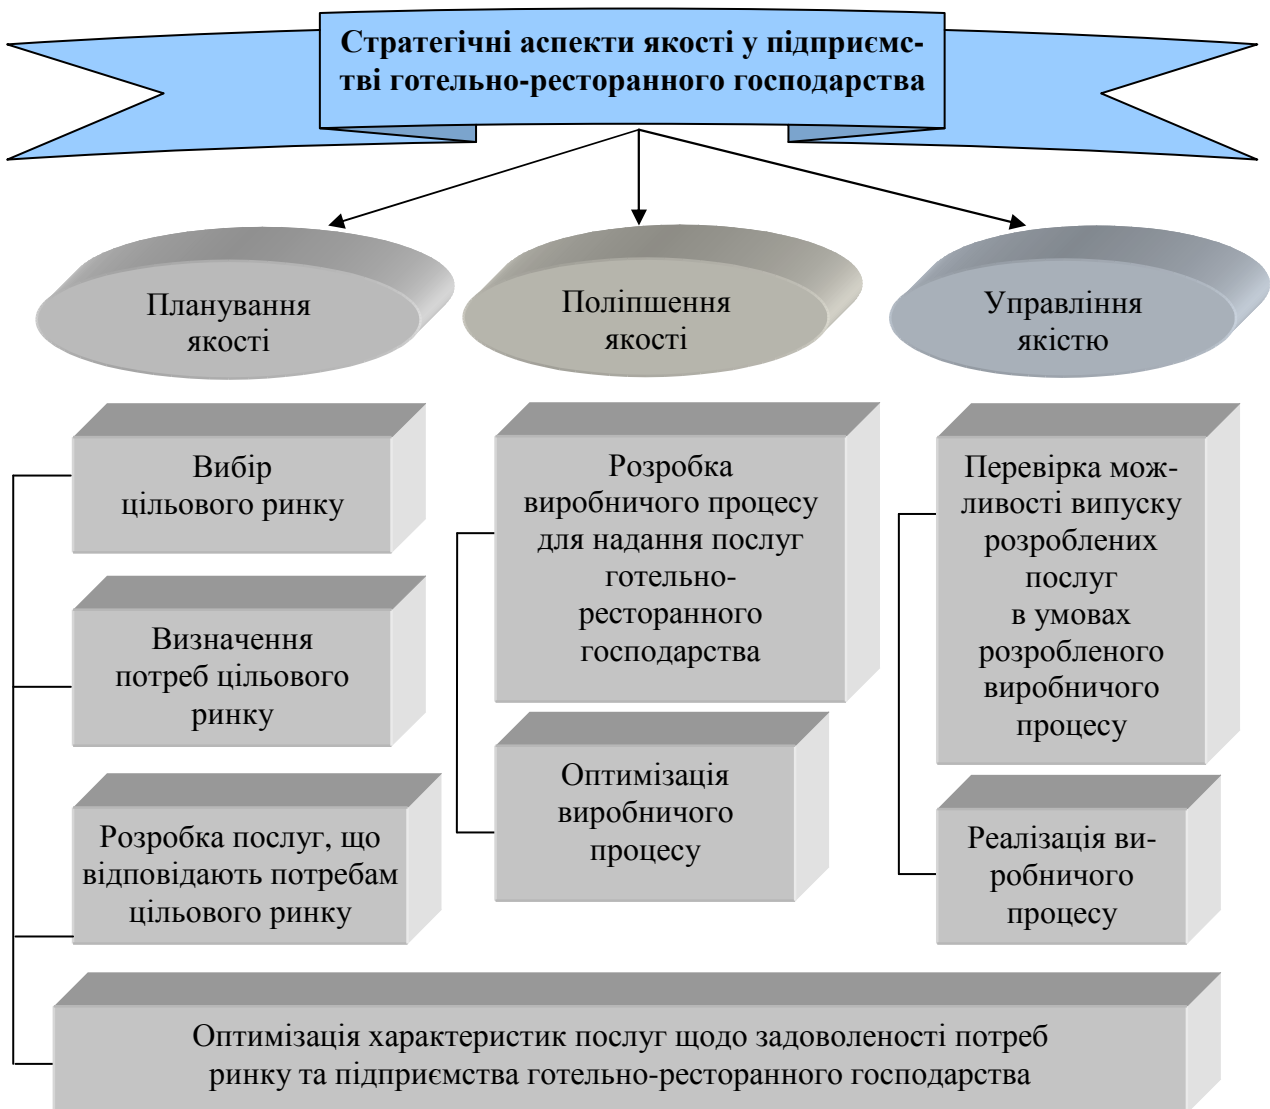 Стратегічні аспекти якості у підприємс-
тві готельно-ресторанного господарства
Планування
якості
Поліпшення
якості
Управління
якістю
Вибір
цільового ринку
Визначення
потреб цільового
ринку
Розробка послуг, що
відповідають потребам
цільового ринку
Розробка
виробничого процесу
для надання послуг
готельно-
ресторанного
господарства
Оптимізація
виробничого
процесу
Перевірка мож-
ливості випуску
розроблених
послуг
в умовах
розробленого
виробничого
процесу
Реалізація ви-
робничого
процесу
Оптимізація характеристик послуг щодо задоволеності потреб
ринку та підприємства готельно-ресторанного господарства